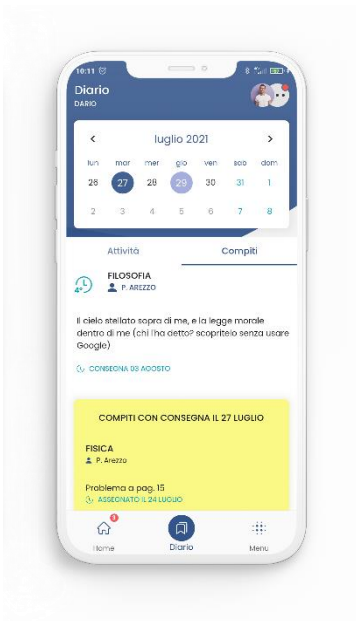 10:11
Diario
DARIO
luglio 2021
lun mar mer gio ven sab dom
26 27 28 29 30 31 1
2 3 4 5 6 7 8
Attività Compiti
4ª
FILOSOFIA
P. AREZZO
Il cielo stellato sopra di me, e la legge morale
dentro di me (chi l'ha detto? scopritelo senza usare
Google)
CONSEGNA 03 AGOSTO
COMPITI CON CONSEGNA IL 27 LUGLIO
FISICA
P. Arezzo
Problema a pag. 15
ASSEGNATO IL 24 LUGLIO
Home Diario Menu